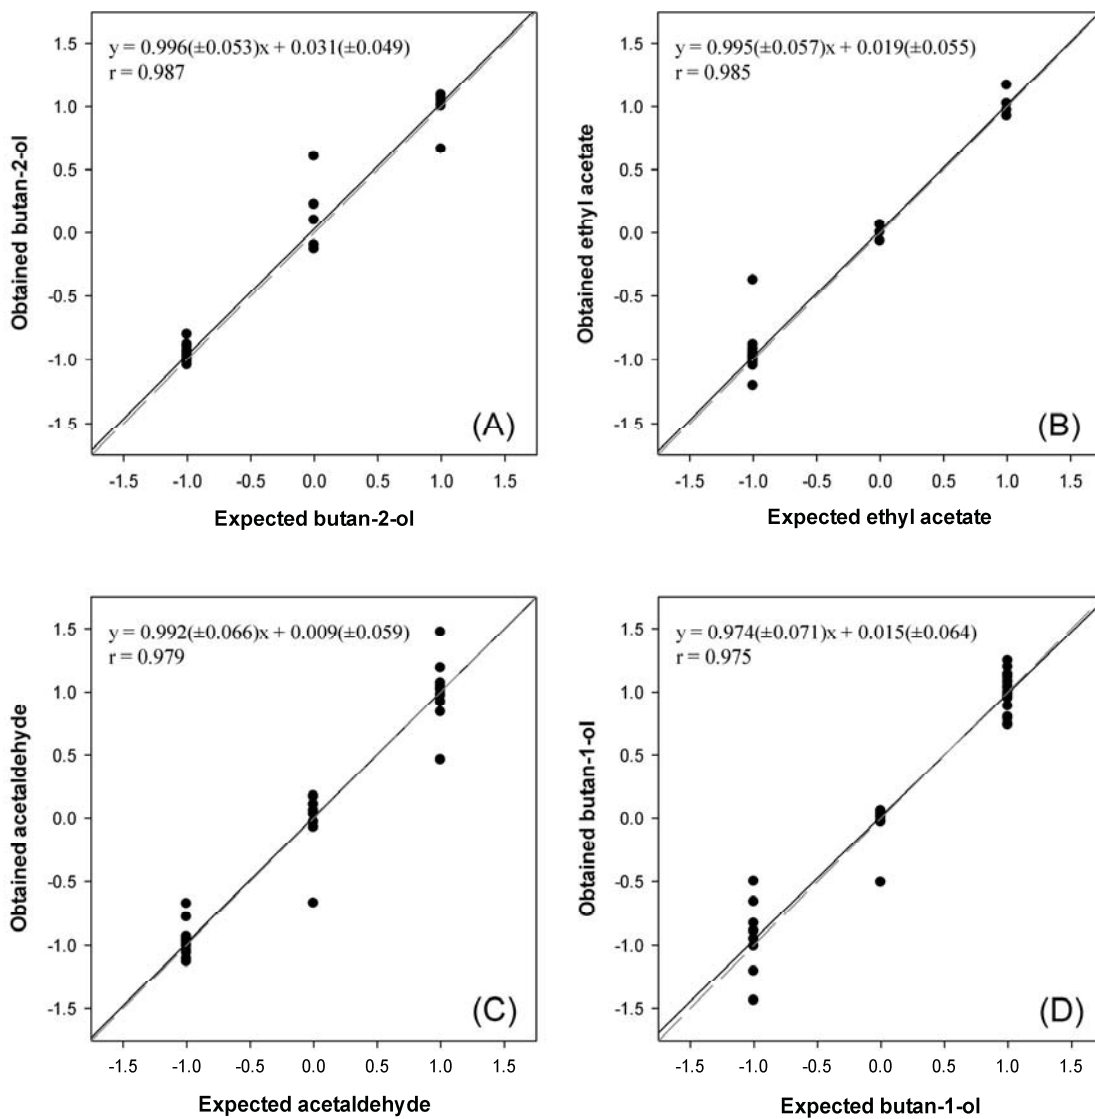 y = 0.996(±0.053)x + 0.031(±0.049)
r = 0.987
1.5
1.0
0.5
0.0
-0.5
-1.0
-1.5
Obtained butan-2-ol
(A)
-1.5 -1.0 -0.5 0.0 0.5 1.0 1.5
Expected butan-2-ol
y = 0.995(±0.057)x + 0.019(±0.055)
r = 0.985
1.5
1.0
0.5
0.0
-0.5
-1.0
-1.5
Obtained ethyl acetate
(B)
-1.5 -1.0 -0.5 0.0 0.5 1.0 1.5
Expected ethyl acetate
y = 0.992(±0.066)x + 0.009(±0.059)
r = 0.979
1.5
1.0
0.5
0.0
-0.5
-1.0
-1.5
Obtained acetaldehyde
(C)
-1.5 -1.0 -0.5 0.0 0.5 1.0 1.5
Expected acetaldehyde
y = 0.974(±0.071)x + 0.015(±0.064)
r = 0.975
1.5
1.0
0.5
0.0
-0.5
-1.0
-1.5
Obtained butan-1-ol
(D)
-1.5 -1.0 -0.5 0.0 0.5 1.0 1.5
Expected butan-1-ol